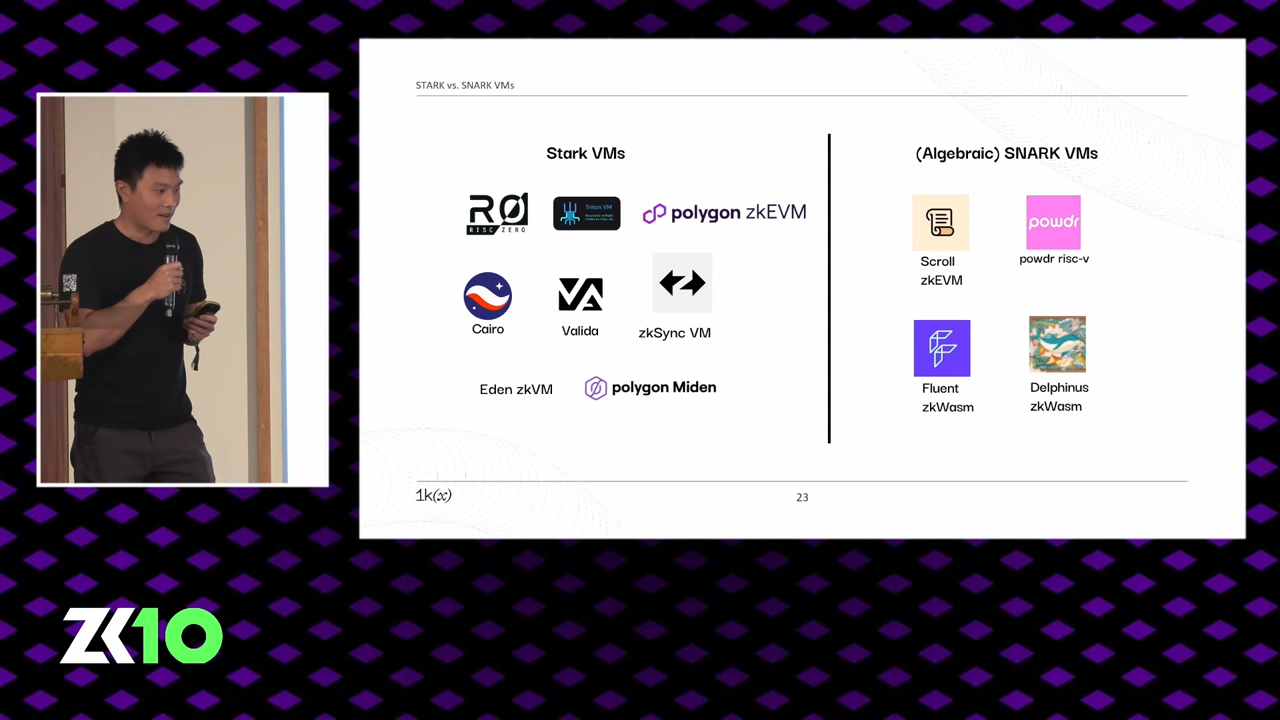 STARK vs. SNARK VMs
Stark VMs
RISC ZERO
Triton VM
polygon zkEVM
Cairo
Valida
zkSync VM
Eden zkVM
polygon Miden
(Algebraic) SNARK VMs
Scroll
zkEVM
powdr
powdr risc-v
Fluent
zkWasm
Delphinus
zkWasm
1k(x)
23
ZK10